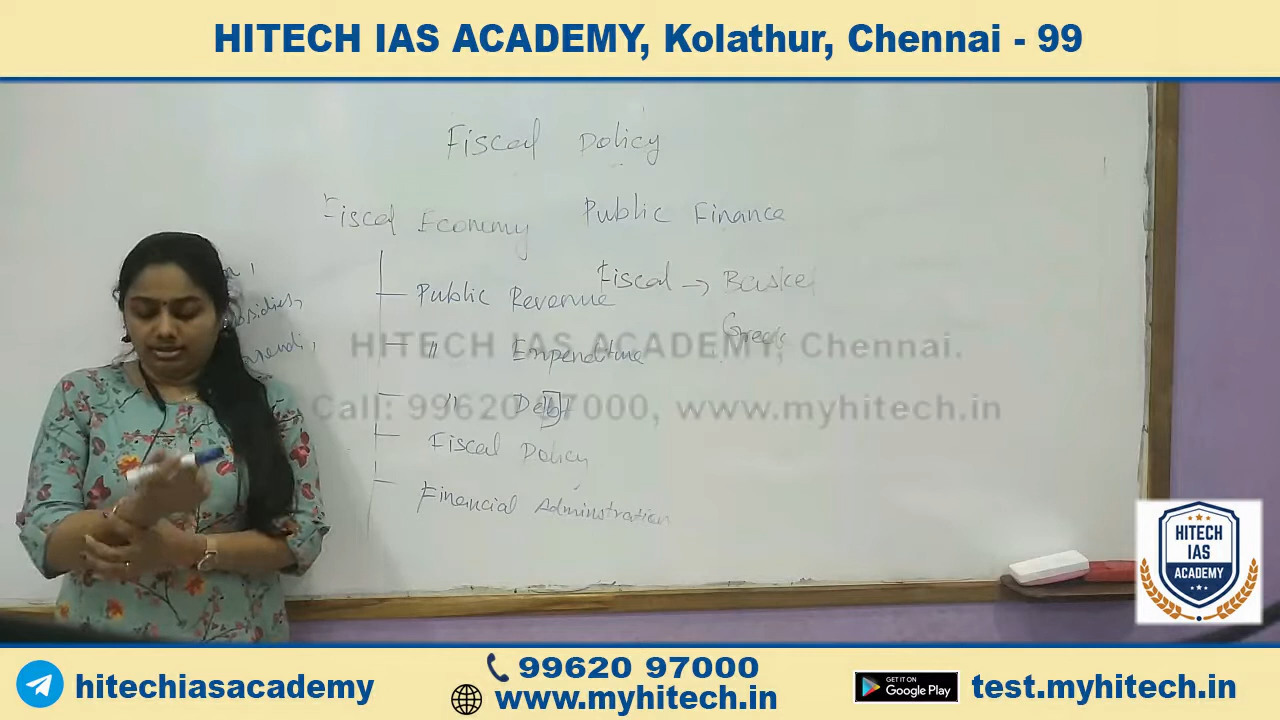 HITECH IAS ACADEMY, Kolathur, Chennai - 99
Fiscal Policy
Fiscal Economy Public Finance
Public Revenue Fiscal → Basket
" Expenditure Greek
" Debt
Fiscal Policy
Financial Adminstration
HITECH IAS ACADEMY, Chennai.
Call: 99620 97000, www.myhitech.in
HITECH
IAS
ACADEMY
hitechiasacademy
99620 97000
www.myhitech.in
GET IT ON
Google Play
test.myhitech.in